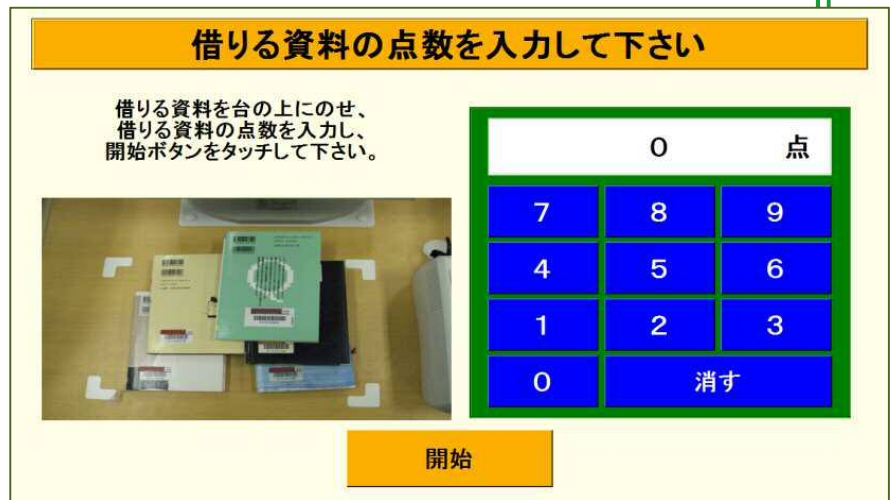 借りる資料の点数を入力して下さい
借りる資料を台の上にのせ、
借りる資料の点数を入力し、
開始ボタンをタッチして下さい。
0 点
7 8 9
4 5 6
1 2 3
0 消す
開始